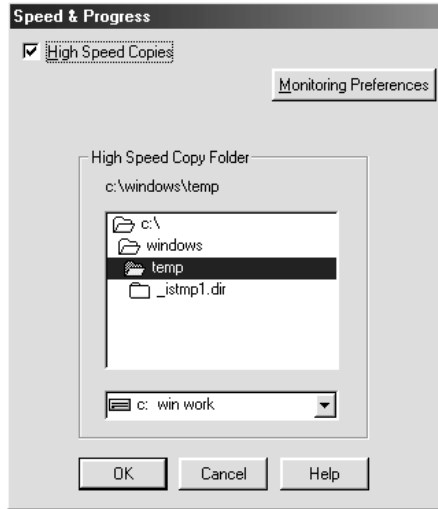 Speed & Progress
High Speed Copies
Monitoring Preferences
High Speed Copy Folder
c:\windows\temp
c:\
windows
temp
_istmp1.dir
c: win work
OK Cancel Help